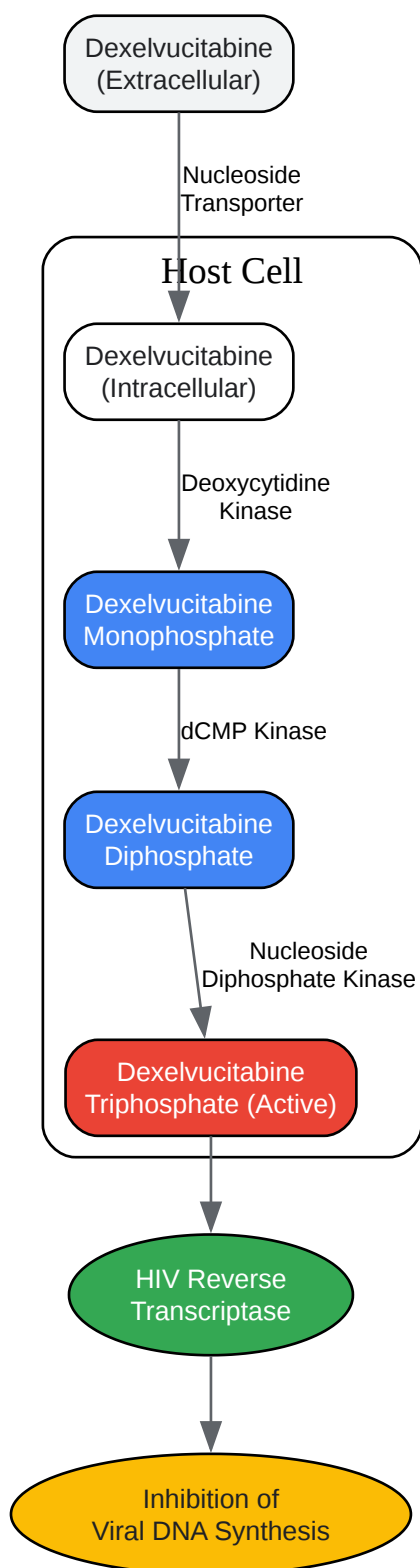 Dexelvucitabine
(Extracellular)
Nucleoside
Transporter
Host Cell
Dexelvucitabine
(Intracellular)
Deoxycytidine
Kinase
Dexelvucitabine
Monophosphate
dCMP Kinase
Dexelvucitabine
Diphosphate
Nucleoside
Diphosphate Kinase
Dexelvucitabine
Triphosphate (Active)
HIV Reverse
Transcriptase
Inhibition of
Viral DNA Synthesis